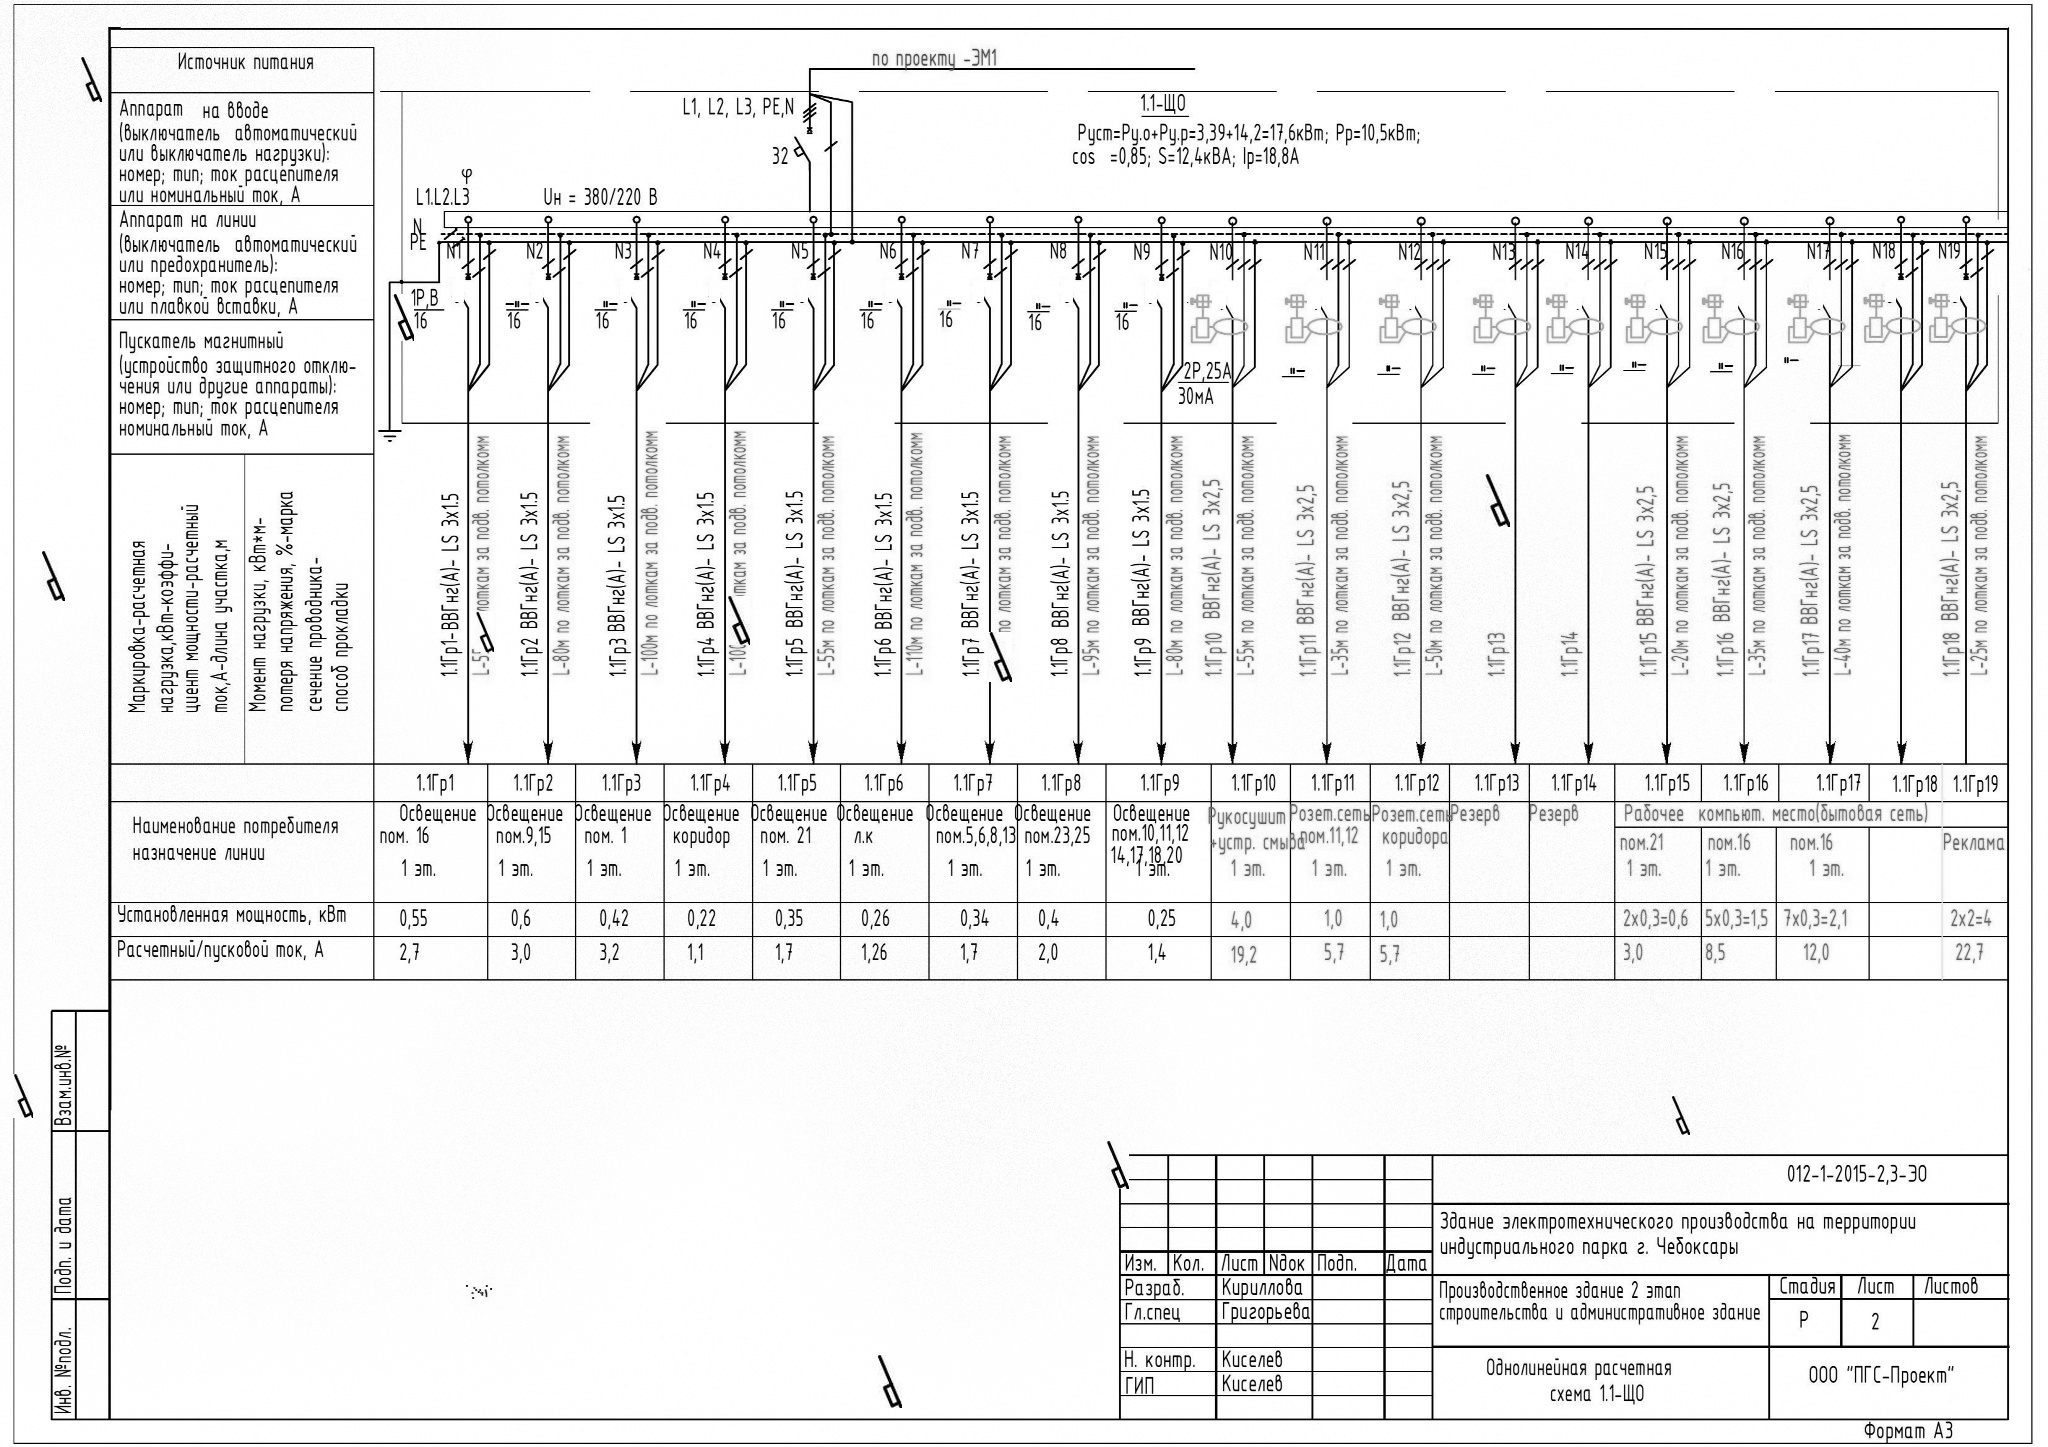 Источник питания
Аппарат на вводе
(выключатель автоматический
или выключатель нагрузки):
номер; тип; ток расцепителя
или номинальный ток, А
Аппарат на линии
(выключатель автоматический
или предохранитель):
номер; тип; ток расцепителя
или плавкой вставки, А
Пускатель магнитный
(устройство защитного отклю-
чения или другие аппараты):
номер; тип; ток расцепителя
номинальный ток, А
Маркировка-расчетная
нагрузка,кВт-коэффи-
циент мощности-расчетный
ток,А-длина участка,м
Момент нагрузки, кВт*м-
потеря напряжения, %-марка
сечение проводника-
способ прокладки
по проекту -ЭМ1
L1, L2, L3, PE,N
32
1.1-ЩО
Руст=Ру.о+Ру.р=3,39+14,2=17,6кВт; Рр=10,5кВт;
cos =0,85; S=12,4кВА; Iр=18,8А
φ
L1.L2.L3
Uн = 380/220 В
N
PE
N1 N2 N3 N4 N5 N6 N7 N8 N9 N10 N11 N12 N13 N14 N15 N16 N17 N18 N19
1Р,В
16
-"- 16
-"- 16
-"- 16
-"- 16
-"- 16
-"- 16
-"- 16
-"- 16
2Р,25А
30мА
-"- -"- -"- -"- -"- -"- -"-
1.1Гр1-ВВГнг(А)- LS 3х1.5
лоткам за подв. потолкомм
1.1Гр2 ВВГнг(А)- LS 3х1.5
L-80м по лоткам за подв. потолкомм
1.1Гр3 ВВГнг(А)- LS 3х1.5
L-100м по лоткам за подв. потолкомм
1.1Гр4 ВВГнг(А)- LS 3х1.5
за подв. потолкомм
1.1Гр5 ВВГнг(А)- LS 3х1.5
L-55м по лоткам за подв. потолкомм
1.1Гр6 ВВГнг(А)- LS 3х1.5
L-110м по лоткам за подв. потолкомм
1.1Гр7 ВВГнг(А)- LS 3х1.5
по лоткам за подв. потолкомм
1.1Гр8 ВВГнг(А)- LS 3х1.5
L-95м по лоткам за подв. потолкомм
1.1Гр9 ВВГнг(А)- LS 3х1.5
L-80м по лоткам за подв. потолкомм
1.1Гр10 ВВГнг(А)- LS 3х2,5
L-55м по лоткам за подв. потолкомм
1.1Гр11 ВВГнг(А)- LS 3х2,5
L-35м по лоткам за подв. потолкомм
1.1Гр12 ВВГнг(А)- LS 3х2,5
L-50м по лоткам за подв. потолкомм
1.1Гр13
1.1Гр14
1.1Гр15 ВВГнг(А)- LS 3х2,5
L-20м по лоткам за подв. потолкомм
1.1Гр16 ВВГнг(А)- LS 3х2,5
L-35м по лоткам за подв. потолкомм
1.1Гр17 ВВГнг(А)- LS 3х2,5
L-40м по лоткам за подв. потолкомм
1.1Гр18 ВВГнг(А)- LS 3х2,5
L-25м по лоткам за подв. потолкомм
1.1Гр1 1.1Гр2 1.1Гр3 1.1Гр4 1.1Гр5 1.1Гр6 1.1Гр7 1.1Гр8 1.1Гр9 1.1Гр10 1.1Гр11 1.1Гр12 1.1Гр13 1.1Гр14 1.1Гр15 1.1Гр16 1.1Гр17 1.1Гр18 1.1Гр19
Наименование потребителя
назначение линии
Освещение
пом. 16
1 эт.
Освещение
пом.9,15
1 эт.
Освещение
пом. 1
1 эт.
Освещение
коридор
1 эт.
Освещение
пом. 21
1 эт.
Освещение
л.к
1 эт.
Освещение
пом.5,6,8,13
1 эт.
Освещение
пом.23,25
1 эт.
Освещение
пом.10,11,12
14,17,18,20
1 эт.
Рукосушит
+устр. смыва
1 эт.
Розет.сеть
пом.11,12
1 эт.
Розет.сеть
коридора
1 эт.
Резерв
Резерв
Рабочее компьют. место(бытовая сеть)
пом.21
1 эт.
пом.16
1 эт.
пом.16
1 эт.
Реклама
Установленная мощность, кВт 0,55 0,6 0,42 0,22 0,35 0,26 0,34 0,4 0,25 4,0 1,0 1,0 2х0,3=0,6 5х0,3=1,5 7х0,3=2,1 2х2=4
Расчетный/пусковой ток, А 2,7 3,0 3,2 1,1 1,7 1,26 1,7 2,0 1,4 19,2 5,7 5,7 3,0 8,5 12,0 22,7
Взам.инв.№
Подп. и дата
Инв. №подл.
012-1-2015-2,3-ЭО
Здание электротехнического производства на территории
индустриального парка г. Чебоксары
Изм. Кол. Лист Nдок Подп. Дата
Разраб. Кириллова
Гл.спец Григорьева
Н. контр. Киселев
ГИП Киселев
Производственное здание 2 этап
строительства и административное здание
Стадия Лист Листов
Р 2
Однолинейная расчетная
схема 1.1-ЩО
ООО "ПГС-Проект"
Формат А3